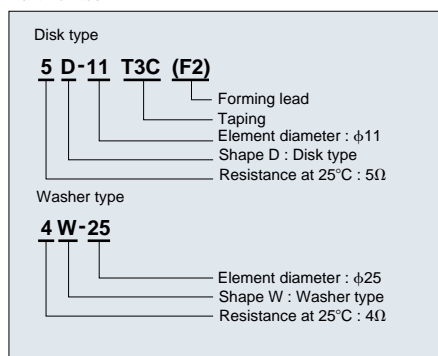 Disk type
5 D-11 T3C (F2)
Forming lead
Taping
Element diameter : ϕ11
Shape D : Disk type
Resistance at 25°C : 5Ω
Washer type
4 W-25
Element diameter : ϕ25
Shape W : Washer type
Resistance at 25°C : 4Ω